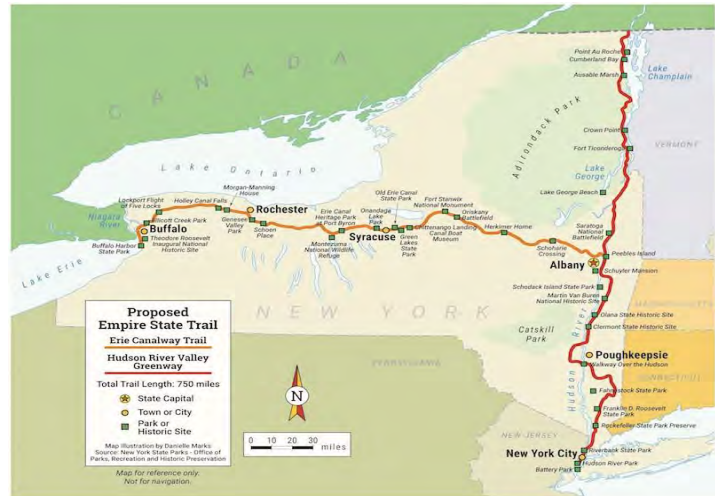 CANADA
Point Au Roche
Cumberland Bay
Ausable Marsh
Lake
Champlain
Adirondack Park
VERMONT
Crown Point
Fort Ticonderoga
Lake
George
Lake George Beach
Lake Ontario
Niagara
River
Lockport Flight
of Five Locks
Holley Canal Falls
Morgan-Manning
House
Rochester
Ellicott Creek Park
Buffalo
Genesee
Valley Park
Schoen
Place
Erie Canal
Heritage Park
at Port Byron
Onondaga
Lake Park
Old Erie Canal
State Park
Fort Stanwix
National Monument
Oriskany
Battlefield
Theodore Roosevelt
Inaugural National
Historic Site
Buffalo Harbor
State Park
Lake Erie
Montezuma
National Wildlife
Refuge
Syracuse
Green
Lakes State
Park
Chittenango Landing
Canal Boat
Museum
Herkimer Home
Schoharie
Crossing
Saratoga
National
Battlefield
Peebles Island
Albany
Schuyler Mansion
Schodack Island State Park
Martin Van Buren
National Historic Site
Olana State Historic Site
Clermont State Historic Site
NEW YORK
Catskill
Park
MASSACHUSETTS
Hudson River
Poughkeepsie
Walkway Over the Hudson
CONNECTICUT
Fahnestock State Park
Franklin D. Roosevelt
State Park
Rockefeller State Park Preserve
PENNSYLVANIA
NEW JERSEY
Riverbank State Park
New York City
Hudson River Park
Battery Park
Proposed
Empire State Trail
Erie Canalway Trail
Hudson River Valley
Greenway
Total Trail Length: 750 miles
State Capital
Town or City
Park or
Historic Site
Map Illustration by Danielle Marks
Source: New York State Parks - Office of
Parks, Recreation and Historic Preservation
Map for reference only.
Not for navigation.
N
0 10 20 30
miles